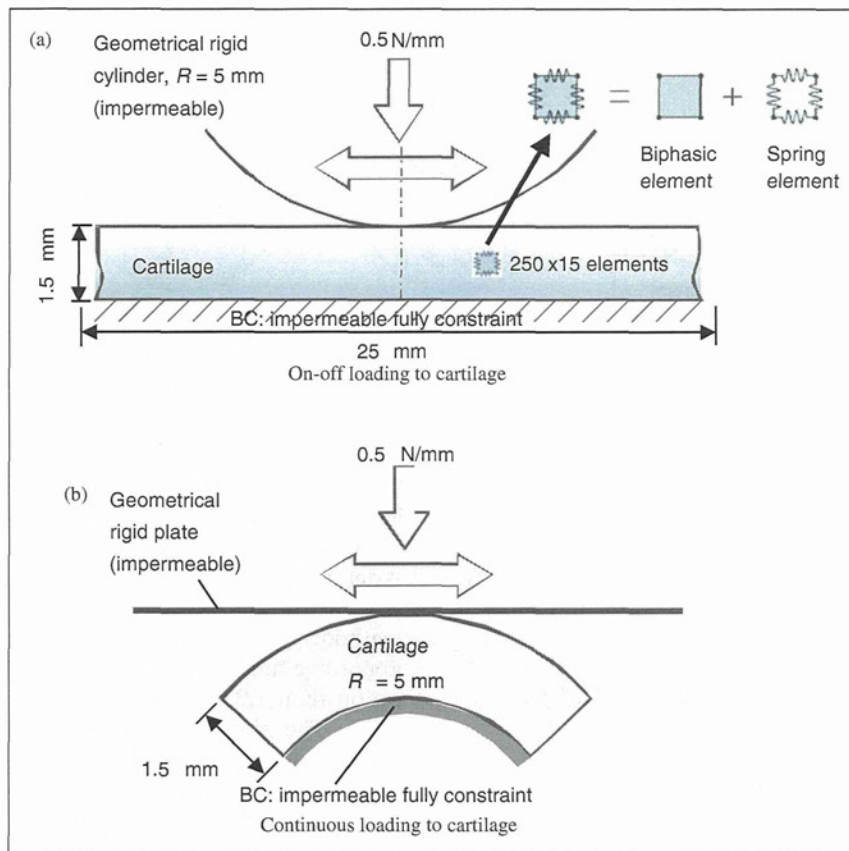 (a)
Geometrical rigid
cylinder, R = 5 mm
(impermeable)
0.5 N/mm
=
+
Biphasic
element
Spring
element
1.5 mm
Cartilage
250 x15 elements
BC: impermeable fully constraint
25 mm
On-off loading to cartilage
0.5 N/mm
(b)
Geometrical
rigid plate
(impermeable)
Cartilage
R = 5 mm
1.5 mm
BC: impermeable fully constraint
Continuous loading to cartilage